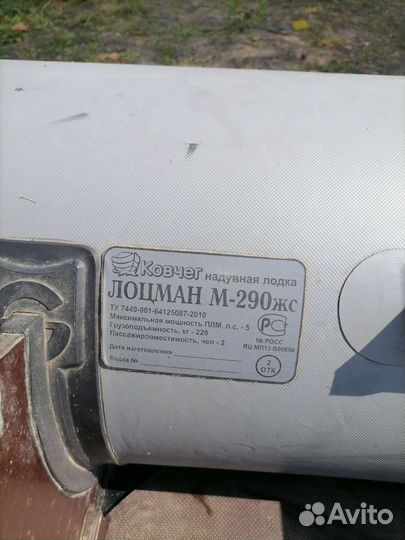 Ковчег надувная лодка
ЛОЦМАН М-290жс
ТУ 7440-001-64125087-2010
Максимальная мощность ПЛМ, л.с. - 5
Грузоподъемность, кг - 220
Пассажировместимость, чел - 2
РС
№ РОСС
RU.МП13 В00696
Дата изготовления
Лодка №
2
ОТК
Avito